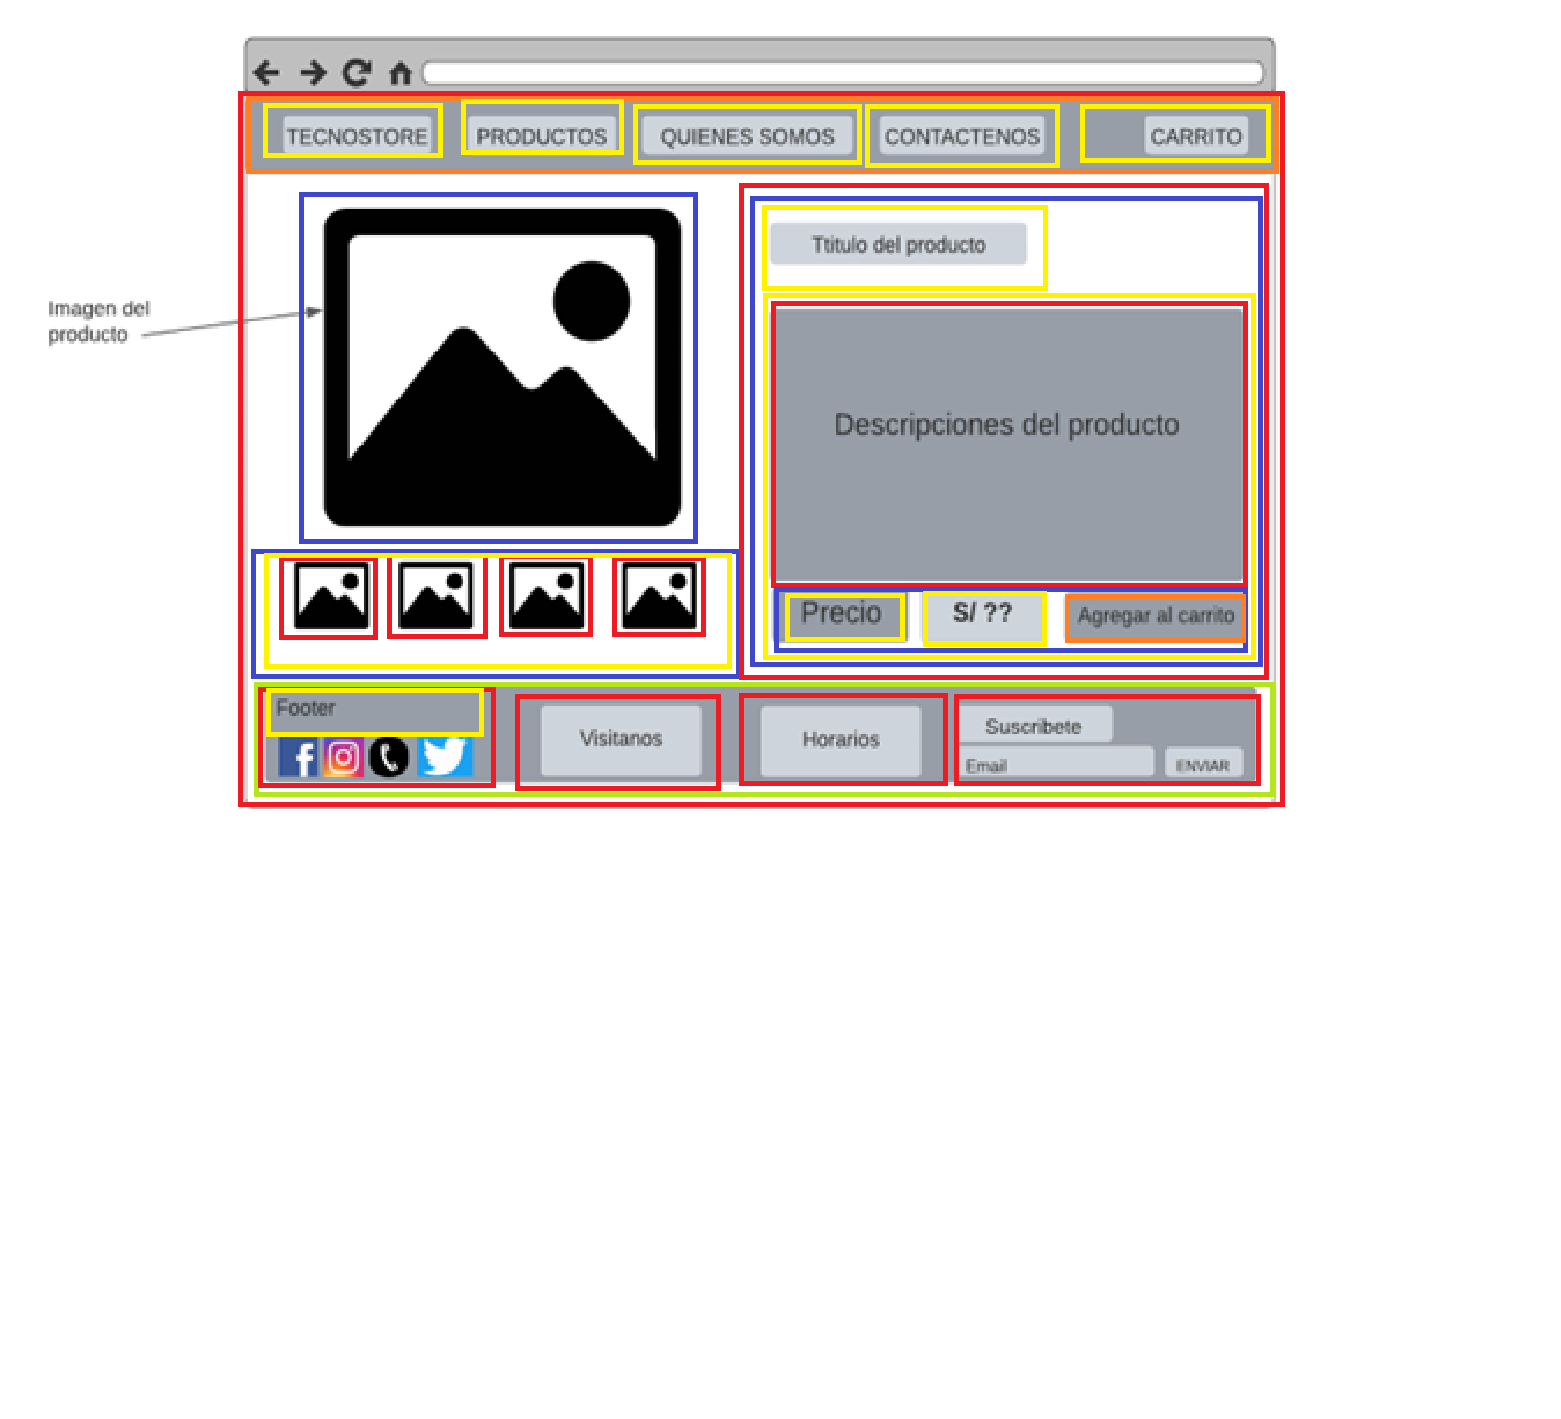 TECNOSTORE
PRODUCTOS
QUIENES SOMOS
CONTACTENOS
CARRITO
Imagen del
producto
Ttitulo del producto
Descripciones del producto
Precio
S/ ??
Agregar al carrito
Footer
Visitanos
Horarios
Suscribete
Email
ENVIAR